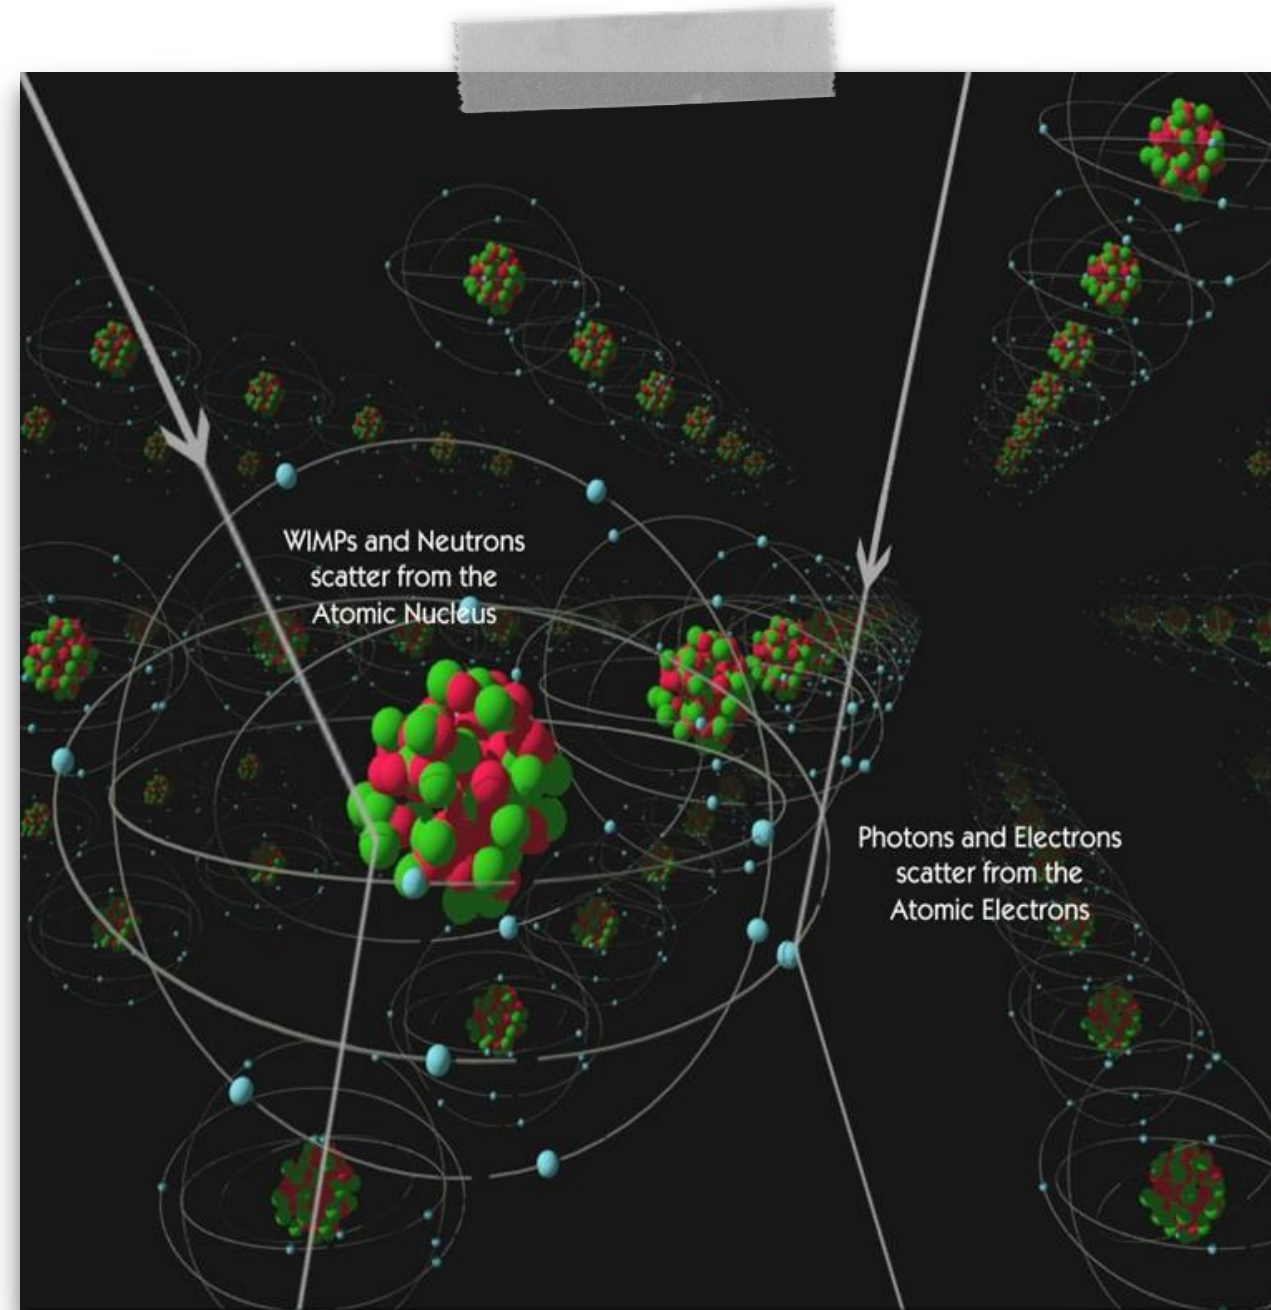 WIMPs and Neutrons
scatter from the
Atomic Nucleus
Photons and Electrons
scatter from the
Atomic Electrons